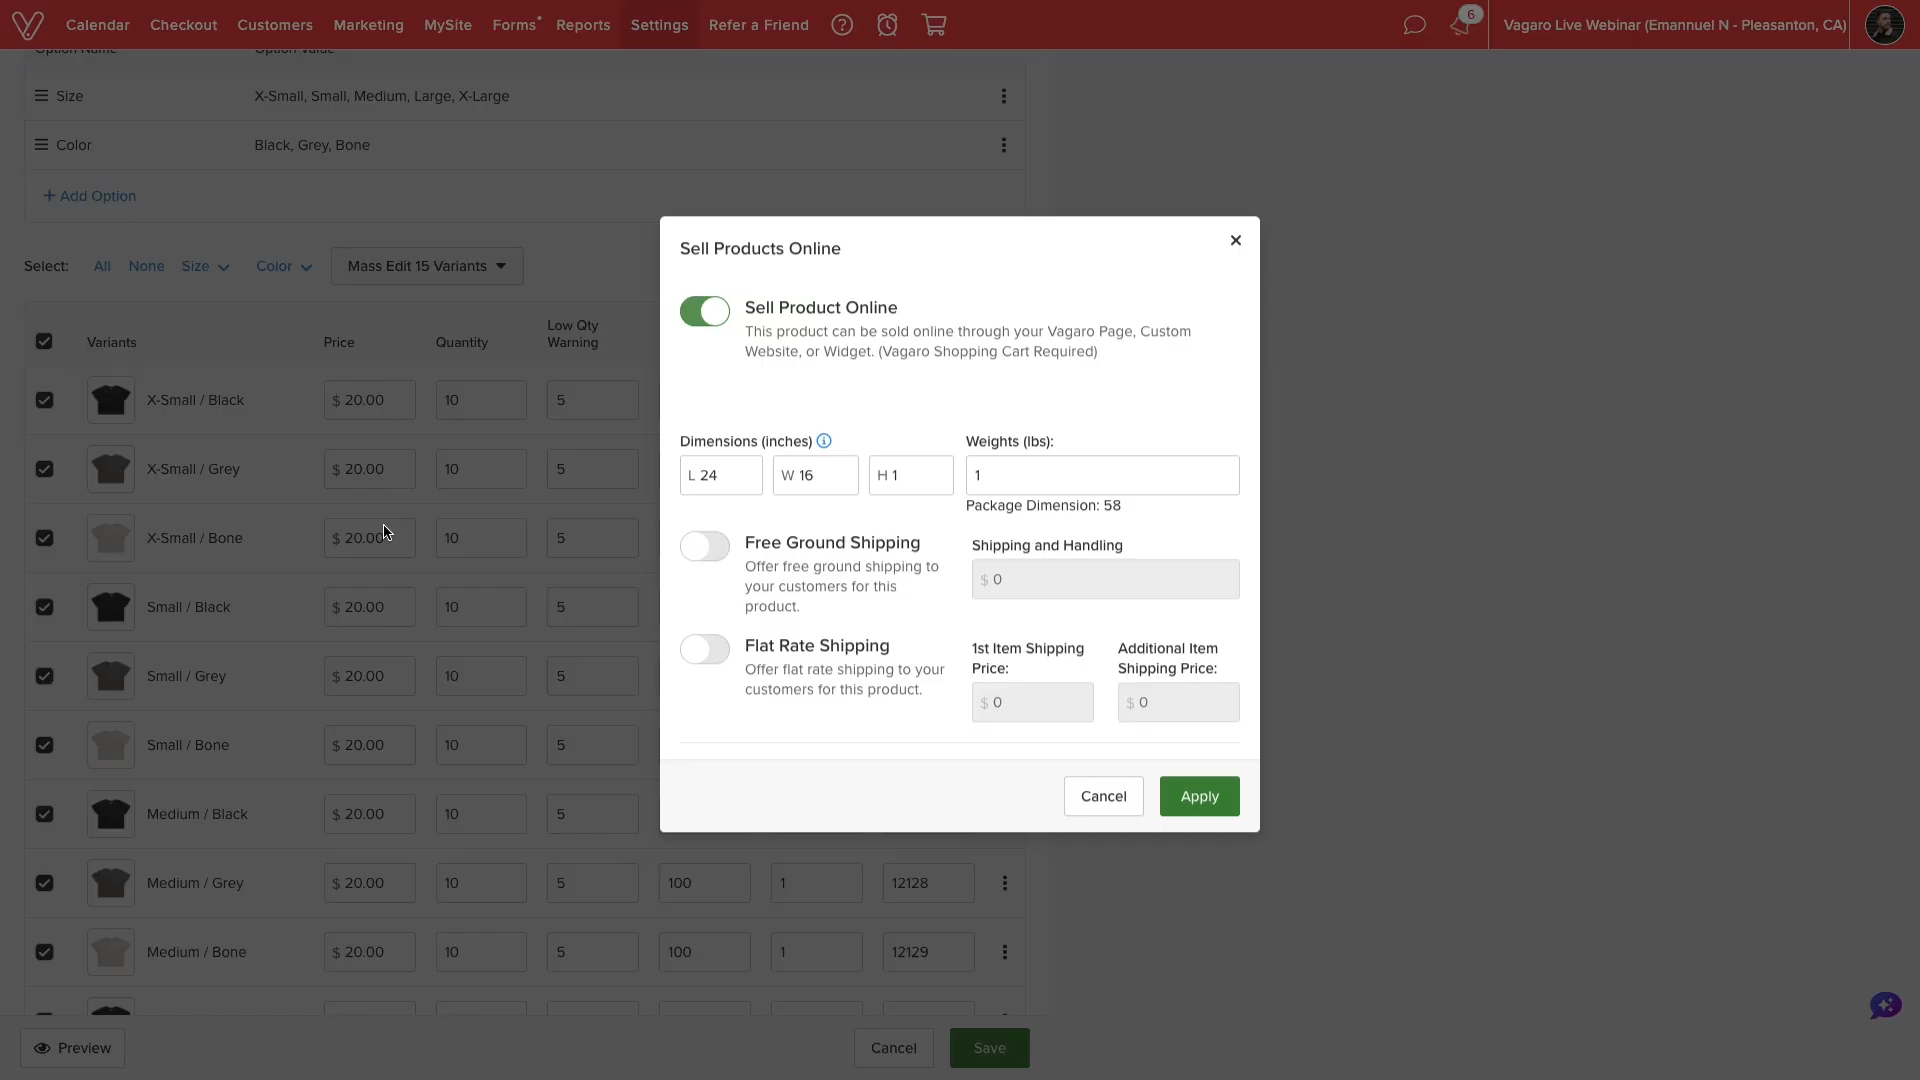 Calendar Checkout Customers Marketing MySite Forms Reports Settings Refer a Friend 6 Vagaro Live Webinar (Emannuel N - Pleasanton, CA)
Option Name Option Value
Size X-Small, Small, Medium, Large, X-Large
Color Black, Grey, Bone
+ Add Option
Select: All None Size Color Mass Edit 15 Variants
Variants Price Quantity Low Qty Warning
X-Small / Black $ 20.00 10 5
X-Small / Grey $ 20.00 10 5
X-Small / Bone $ 20.00 10 5
Small / Black $ 20.00 10 5
Small / Grey $ 20.00 10 5
Small / Bone $ 20.00 10 5
Medium / Black $ 20.00 10 5
Medium / Grey $ 20.00 10 5 100 1 12128
Medium / Bone $ 20.00 10 5 100 1 12129
Preview Cancel Save
Sell Products Online
Sell Product Online
This product can be sold online through your Vagaro Page, Custom
Website, or Widget. (Vagaro Shopping Cart Required)
Dimensions (inches) Weights (lbs):
L 24 W 16 H 1 1
Package Dimension: 58
Free Ground Shipping Shipping and Handling
Offer free ground shipping to $ 0
your customers for this
product.
Flat Rate Shipping 1st Item Shipping Additional Item
Offer flat rate shipping to your Price: Shipping Price:
customers for this product. $ 0 $ 0
Cancel Apply